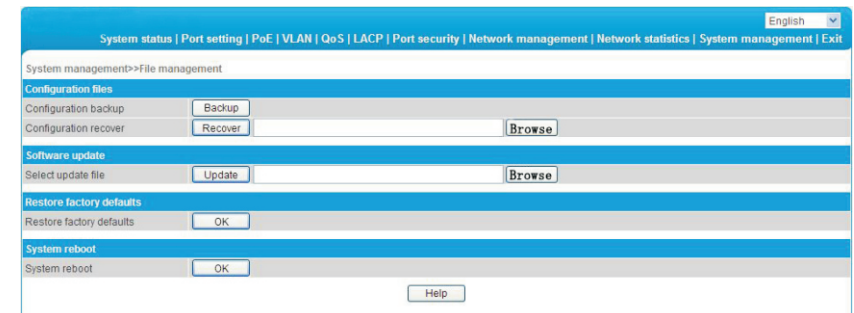 English
System status | Port setting | PoE | VLAN | QoS | LACP | Port security | Network management | Network statistics | System management | Exit
System management>>File management
Configuration files
Configuration backup Backup
Configuration recover Recover Browse
Software update
Select update file Update Browse
Restore factory defaults
Restore factory defaults OK
System reboot
System reboot OK
Help